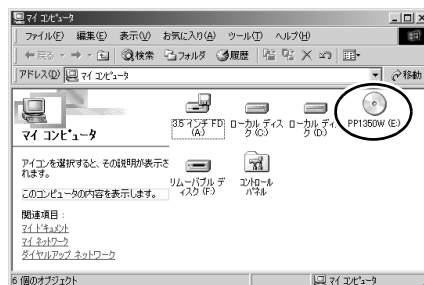 マイ コンピュータ
ファイル(F) 編集(E) 表示(V) お気に入り(A) ツール(T) ヘルプ(H)
戻る 検索 フォルダ 履歴
アドレス(D) マイ コンピュータ 移動
マイ コンピュータ
アイコンを選択すると、その説明が表示されます。
このコンピュータの内容を表示します。
関連項目:
マイ ドキュメント
マイ ネットワーク
ダイヤルアップ ネットワーク
3.5 インチ FD (A)
ローカル ディスク (C:)
ローカル ディスク (D:)
PP1350W (E:)
リムーバブル ディスク (F:)
コントロール パネル
6 個のオブジェクト マイ コンピュータ